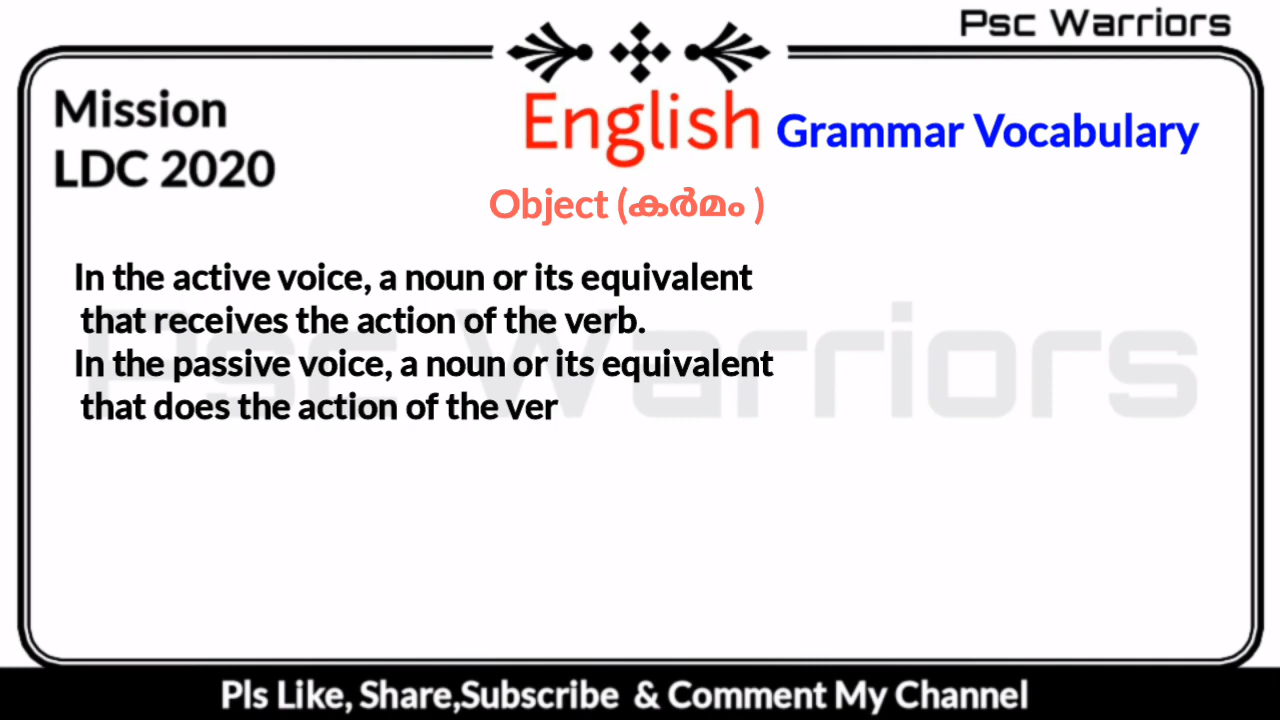 Psc Warriors
Mission
LDC 2020
English Grammar Vocabulary
Object (കർമം )
In the active voice, a noun or its equivalent
that receives the action of the verb.
In the passive voice, a noun or its equivalent
that does the action of the ver
Psc Warriors
Pls Like, Share,Subscribe & Comment My Channel